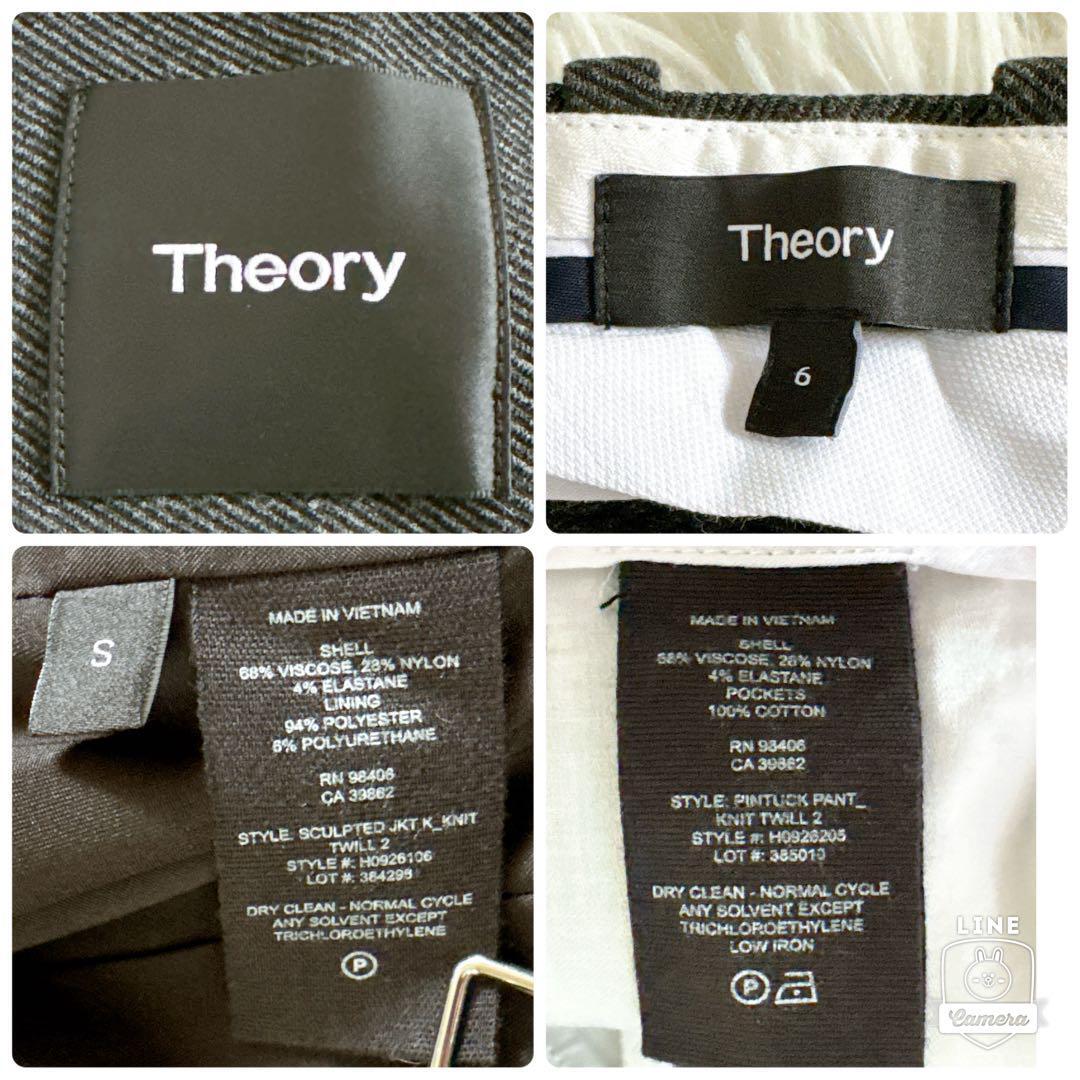 Theory
Theory
6
S
MADE IN VIETNAM
SHELL
68% VISCOSE, 28% NYLON
4% ELASTANE
LINING
94% POLYESTER
6% POLYURETHANE
RN 98406
CA 39862
STYLE: SCULPTED JKT K_KNIT
TWILL 2
STYLE #: H0926106
LOT #: 384298
DRY CLEAN - NORMAL CYCLE
ANY SOLVENT EXCEPT
TRICHLOROETHYLENE
P
MADE IN VIETNAM
SHELL
68% VISCOSE, 28% NYLON
4% ELASTANE
POCKETS
100% COTTON
RN 98406
CA 39862
STYLE: PINTUCK PANT_
KNIT TWILL 2
STYLE #: H0926205
LOT #: 385013
DRY CLEAN - NORMAL CYCLE
ANY SOLVENT EXCEPT
TRICHLOROETHYLENE
LOW IRON
P
LINE
Camera